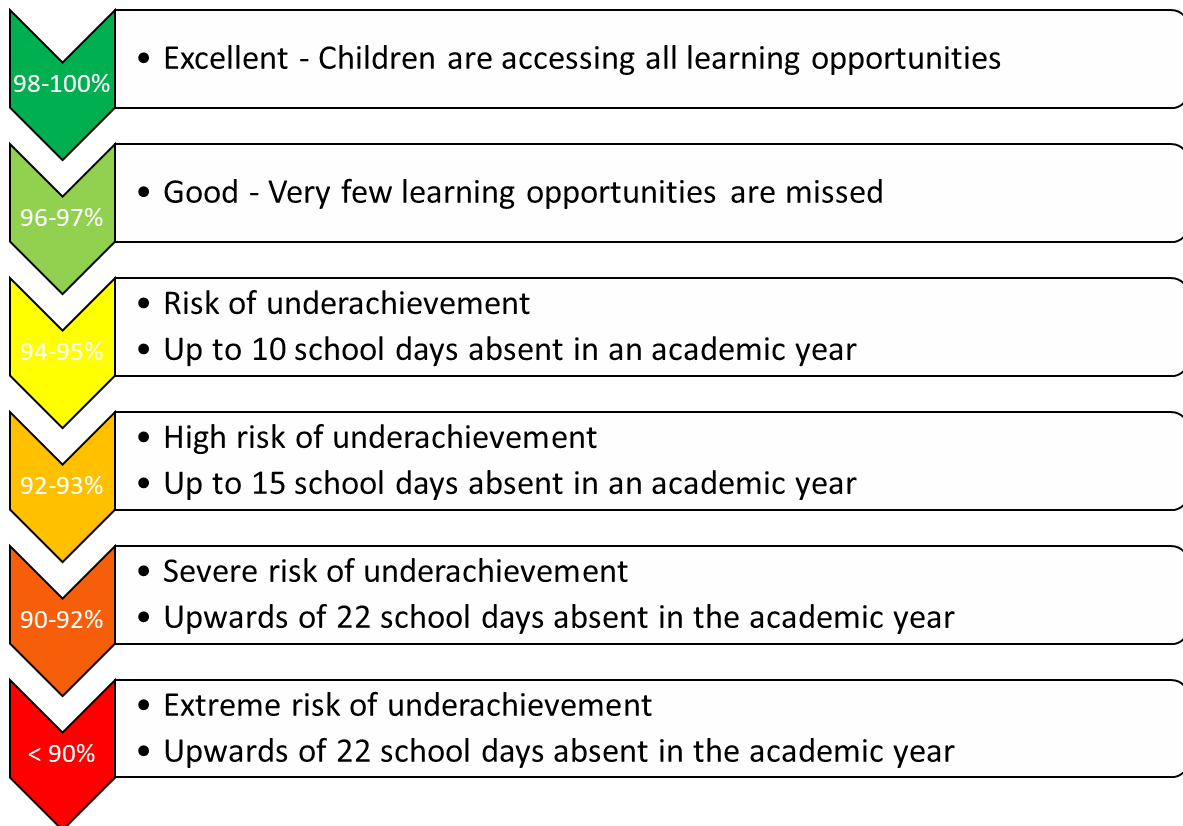 98-100%
• Excellent - Children are accessing all learning opportunities
96-97%
• Good - Very few learning opportunities are missed
94-95%
• Risk of underachievement
• Up to 10 school days absent in an academic year
92-93%
• High risk of underachievement
• Up to 15 school days absent in an academic year
90-92%
• Severe risk of underachievement
• Upwards of 22 school days absent in the academic year
< 90%
• Extreme risk of underachievement
• Upwards of 22 school days absent in the academic year